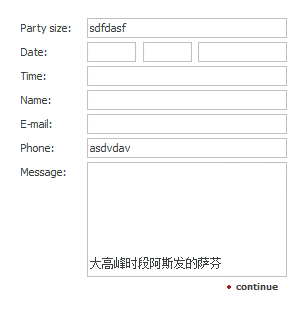 Party size: sdfdasf
Date:
Time:
Name:
E-mail:
Phone: asdvdav
Message:
大高峰时段阿斯发的萨芬
continue